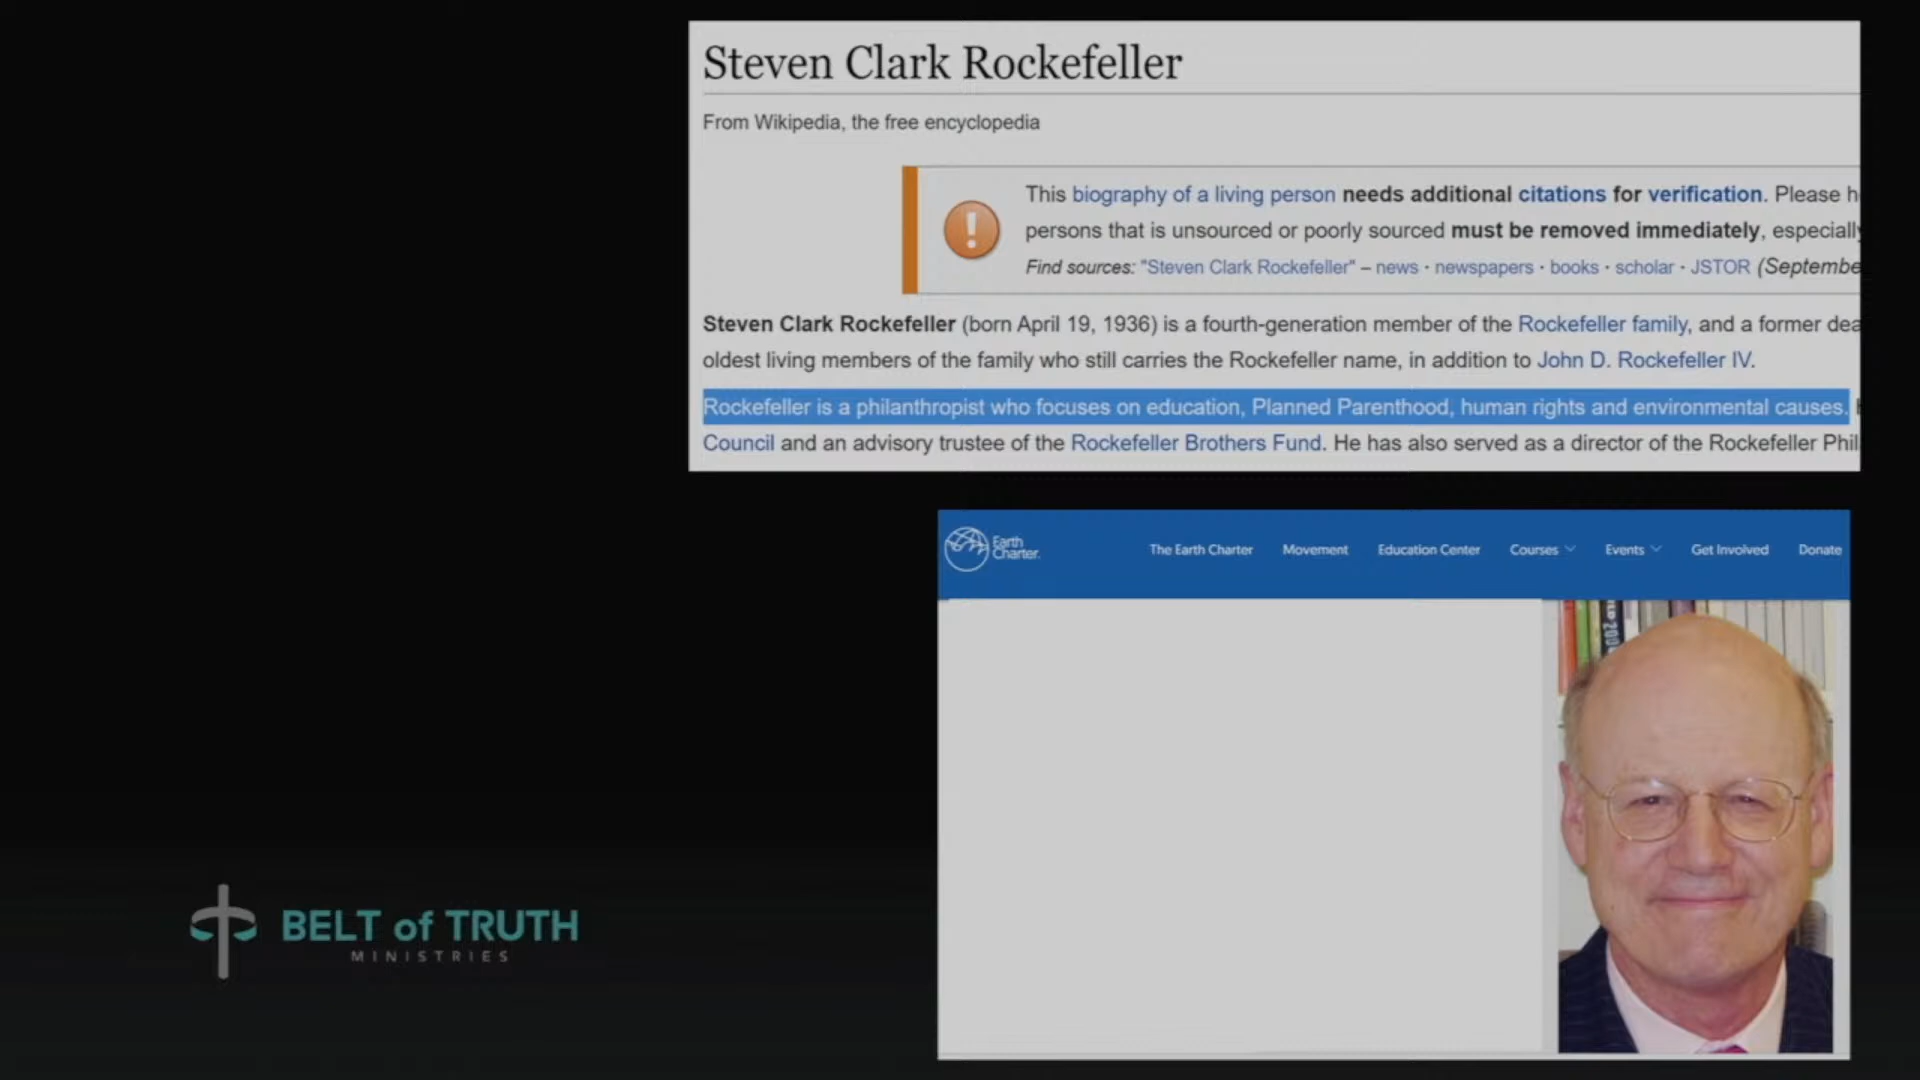 Steven Clark Rockefeller
From Wikipedia, the free encyclopedia
This biography of a living person needs additional citations for verification. Please h
persons that is unsourced or poorly sourced must be removed immediately, especially
Find sources: "Steven Clark Rockefeller" – news · newspapers · books · scholar · JSTOR (Septembe
Steven Clark Rockefeller (born April 19, 1936) is a fourth-generation member of the Rockefeller family, and a former dea
oldest living members of the family who still carries the Rockefeller name, in addition to John D. Rockefeller IV.
Rockefeller is a philanthropist who focuses on education, Planned Parenthood, human rights and environmental causes.
Council and an advisory trustee of the Rockefeller Brothers Fund. He has also served as a director of the Rockefeller Phil
Earth
Charter.
The Earth Charter Movement Education Center Courses Events Get Involved Donate
BELT of TRUTH
MINISTRIES